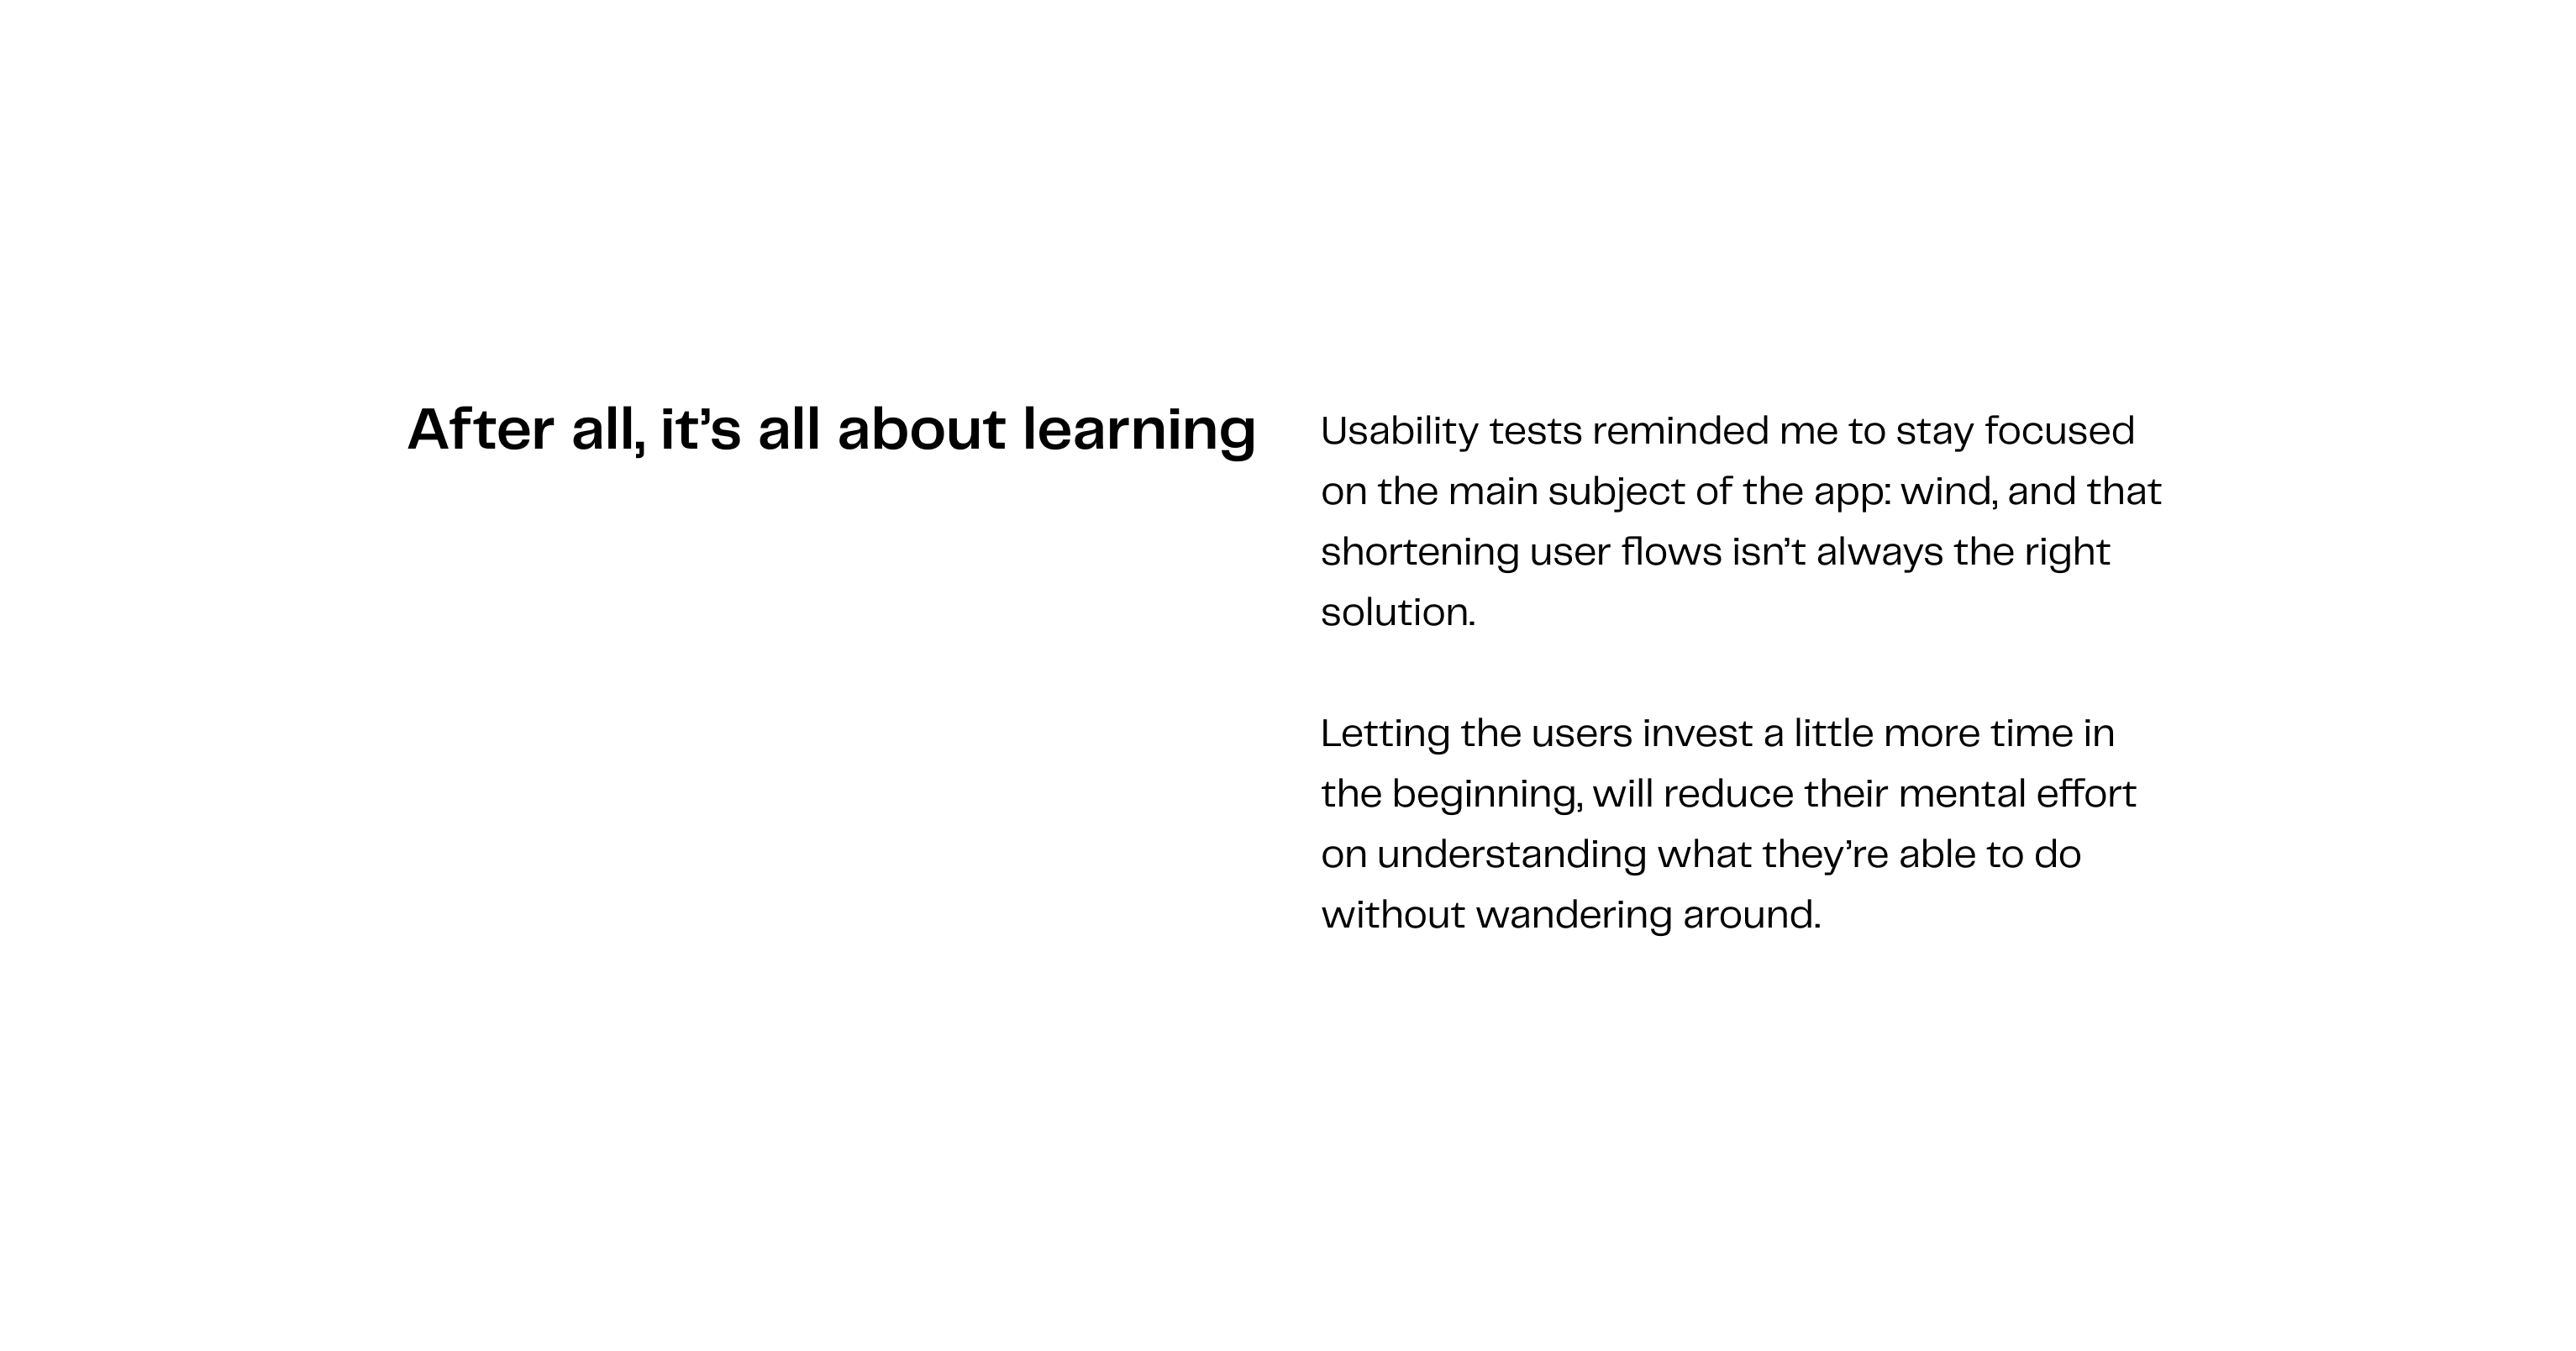 After all, it’s all about learning
Usability tests reminded me to stay focused
on the main subject of the app: wind, and that
shortening user flows isn’t always the right
solution.
Letting the users invest a little more time in
the beginning, will reduce their mental effort
on understanding what they’re able to do
without wandering around.